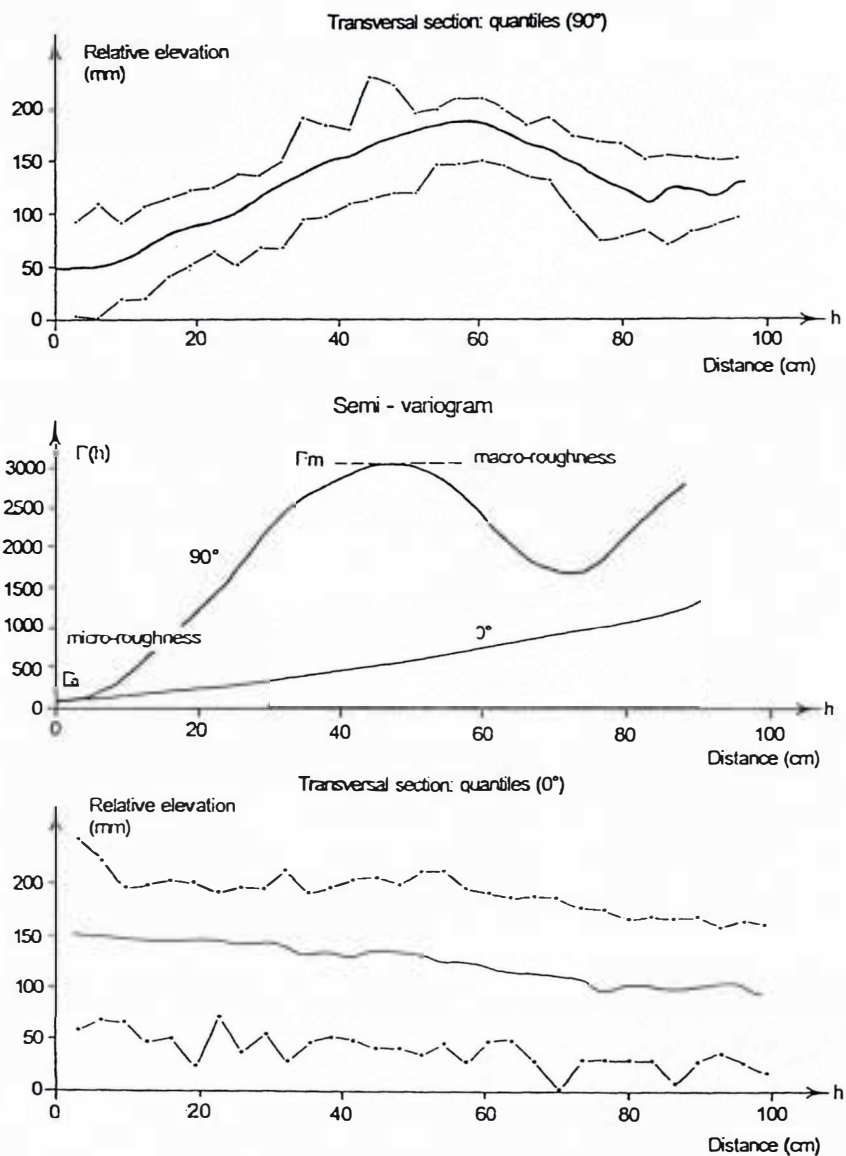 Transversal section: quantiles (90°)
Relative elevation
(mm)
200
150
100
50
0
0
20
40
60
80
100
h
Distance (cm)
Semi - variogram
Γ(h)
Γm
macro-roughness
3000
2500
2000
1500
1000
500
0
90°
micro-roughness
0°
Γo
0
20
40
60
80
100
h
Distance (cm)
Transversal section: quantiles (0°)
Relative elevation
(mm)
200
150
100
50
0
0
20
40
60
80
100
h
Distance (cm)